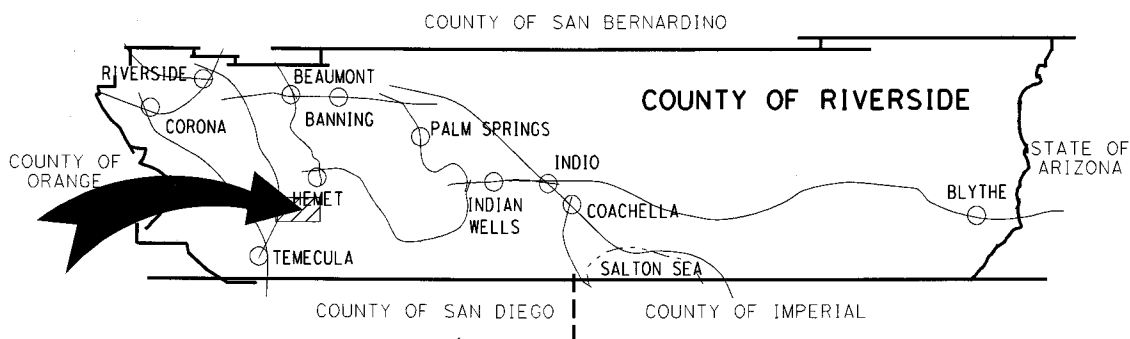 COUNTY OF SAN BERNARDINO
RIVERSIDE
BEAUMONT
COUNTY OF RIVERSIDE
CORONA
BANNING
PALM SPRINGS
COUNTY OF
ORANGE
STATE OF
ARIZONA
INDIO
HEMET
INDIAN
WELLS
COACHELLA
BLYTHE
TEMECULA
SALTON SEA
COUNTY OF SAN DIEGO
COUNTY OF IMPERIAL